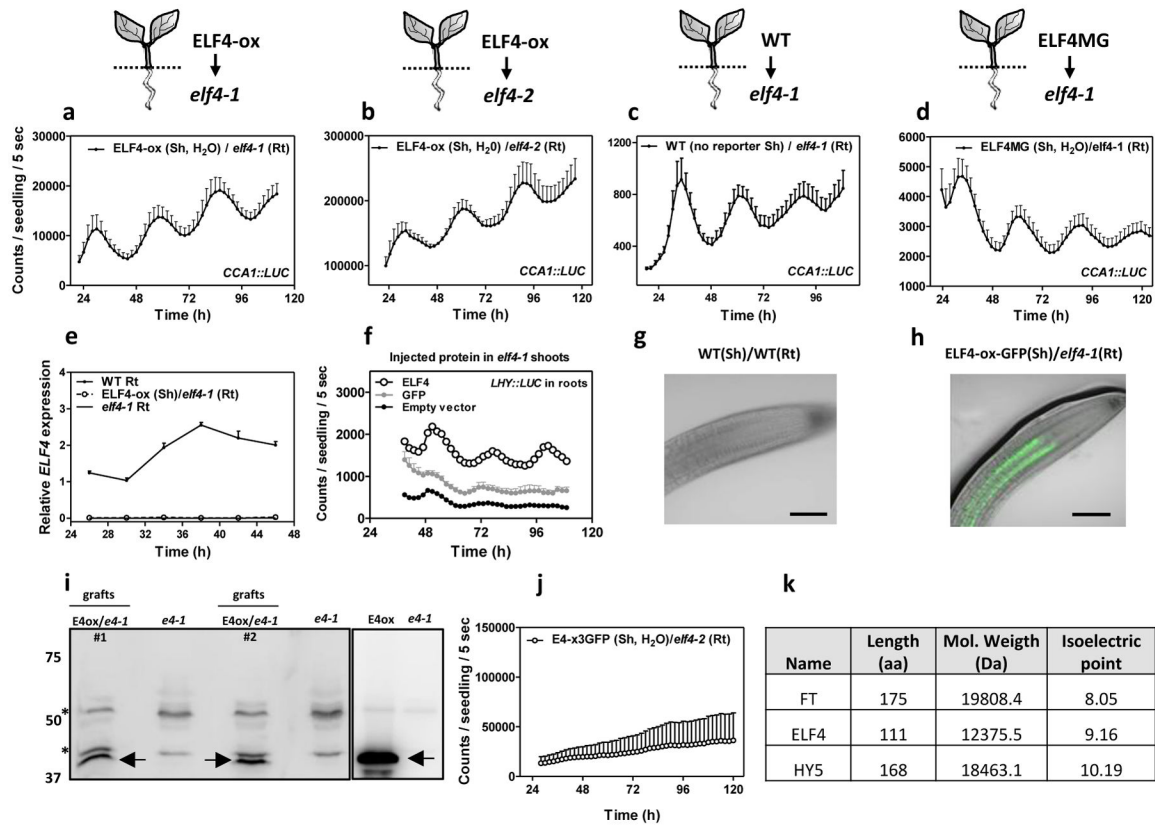 ELF4-ox
elf4-1
ELF4-ox
elf4-2
WT
elf4-1
ELF4MG
elf4-1
a
30000
20000
10000
0
Counts / seedling / 5 sec
ELF4-ox (Sh, H2O) / elf4-1 (Rt)
CCA1::LUC
24 48 72 96 120
Time (h)
b
300000
200000
100000
ELF4-ox (Sh, H20) /elf4-2 (Rt)
CCA1::LUC
24 48 72 96 120
Time (h)
c
1200
800
400
WT (no reporter Sh) / elf4-1 (Rt)
CCA1::LUC
24 48 72 96
Time (h)
d
6000
5000
4000
3000
2000
1000
ELF4MG (Sh, H2O)/elf4-1 (Rt)
CCA1::LUC
24 48 72 96 120
Time (h)
e
Relative ELF4 expression
4
3
2
1
0
WT Rt
ELF4-ox (Sh)/elf4-1 (Rt)
elf4-1 Rt
24 28 32 36 40 44 48
Time (h)
f
Injected protein in elf4-1 shoots
Counts / seedling / 5 sec
3000
2000
1000
0
ELF4
GFP
Empty vector
LHY::LUC in roots
24 48 72 96 120
Time (h)
g
WT(Sh)/WT(Rt)
h
ELF4-ox-GFP(Sh)/elf4-1(Rt)
i
grafts
grafts
E4ox/e4-1 e4-1 E4ox/e4-1 e4-1 E4ox e4-1
#1 #2
75
50
37
*
*
j
Counts / seedling / 5 sec
150000
100000
50000
0
E4-x3GFP (Sh, H2O)/elf4-2 (Rt)
24 36 48 60 72 84 96 108 120
Time (h)
k
Name Length (aa) Mol. Weigth (Da) Isoelectric point
FT 175 19808.4 8.05
ELF4 111 12375.5 9.16
HY5 168 18463.1 10.19